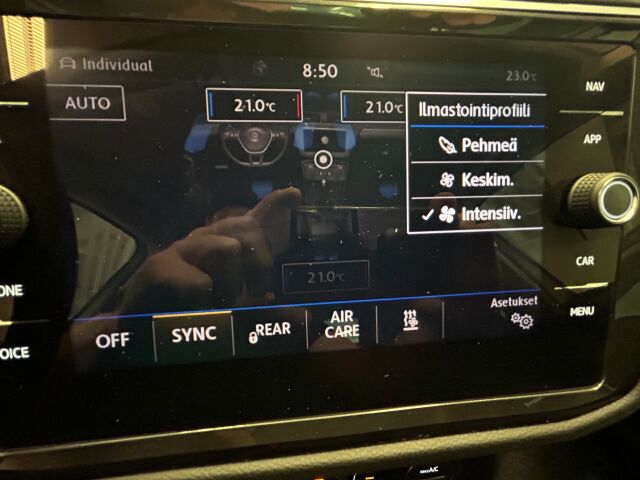 Individual
8:50
23.0°C
NAV
AUTO
21.0°C
21.0°C
Ilmastointiprofiili
APP
Pehmeä
Keskim.
Intensiiv.
CAR
21.0°C
Asetukset
MENU
OFF
SYNC
REAR
AIR
CARE
ONE
VOICE
A/C